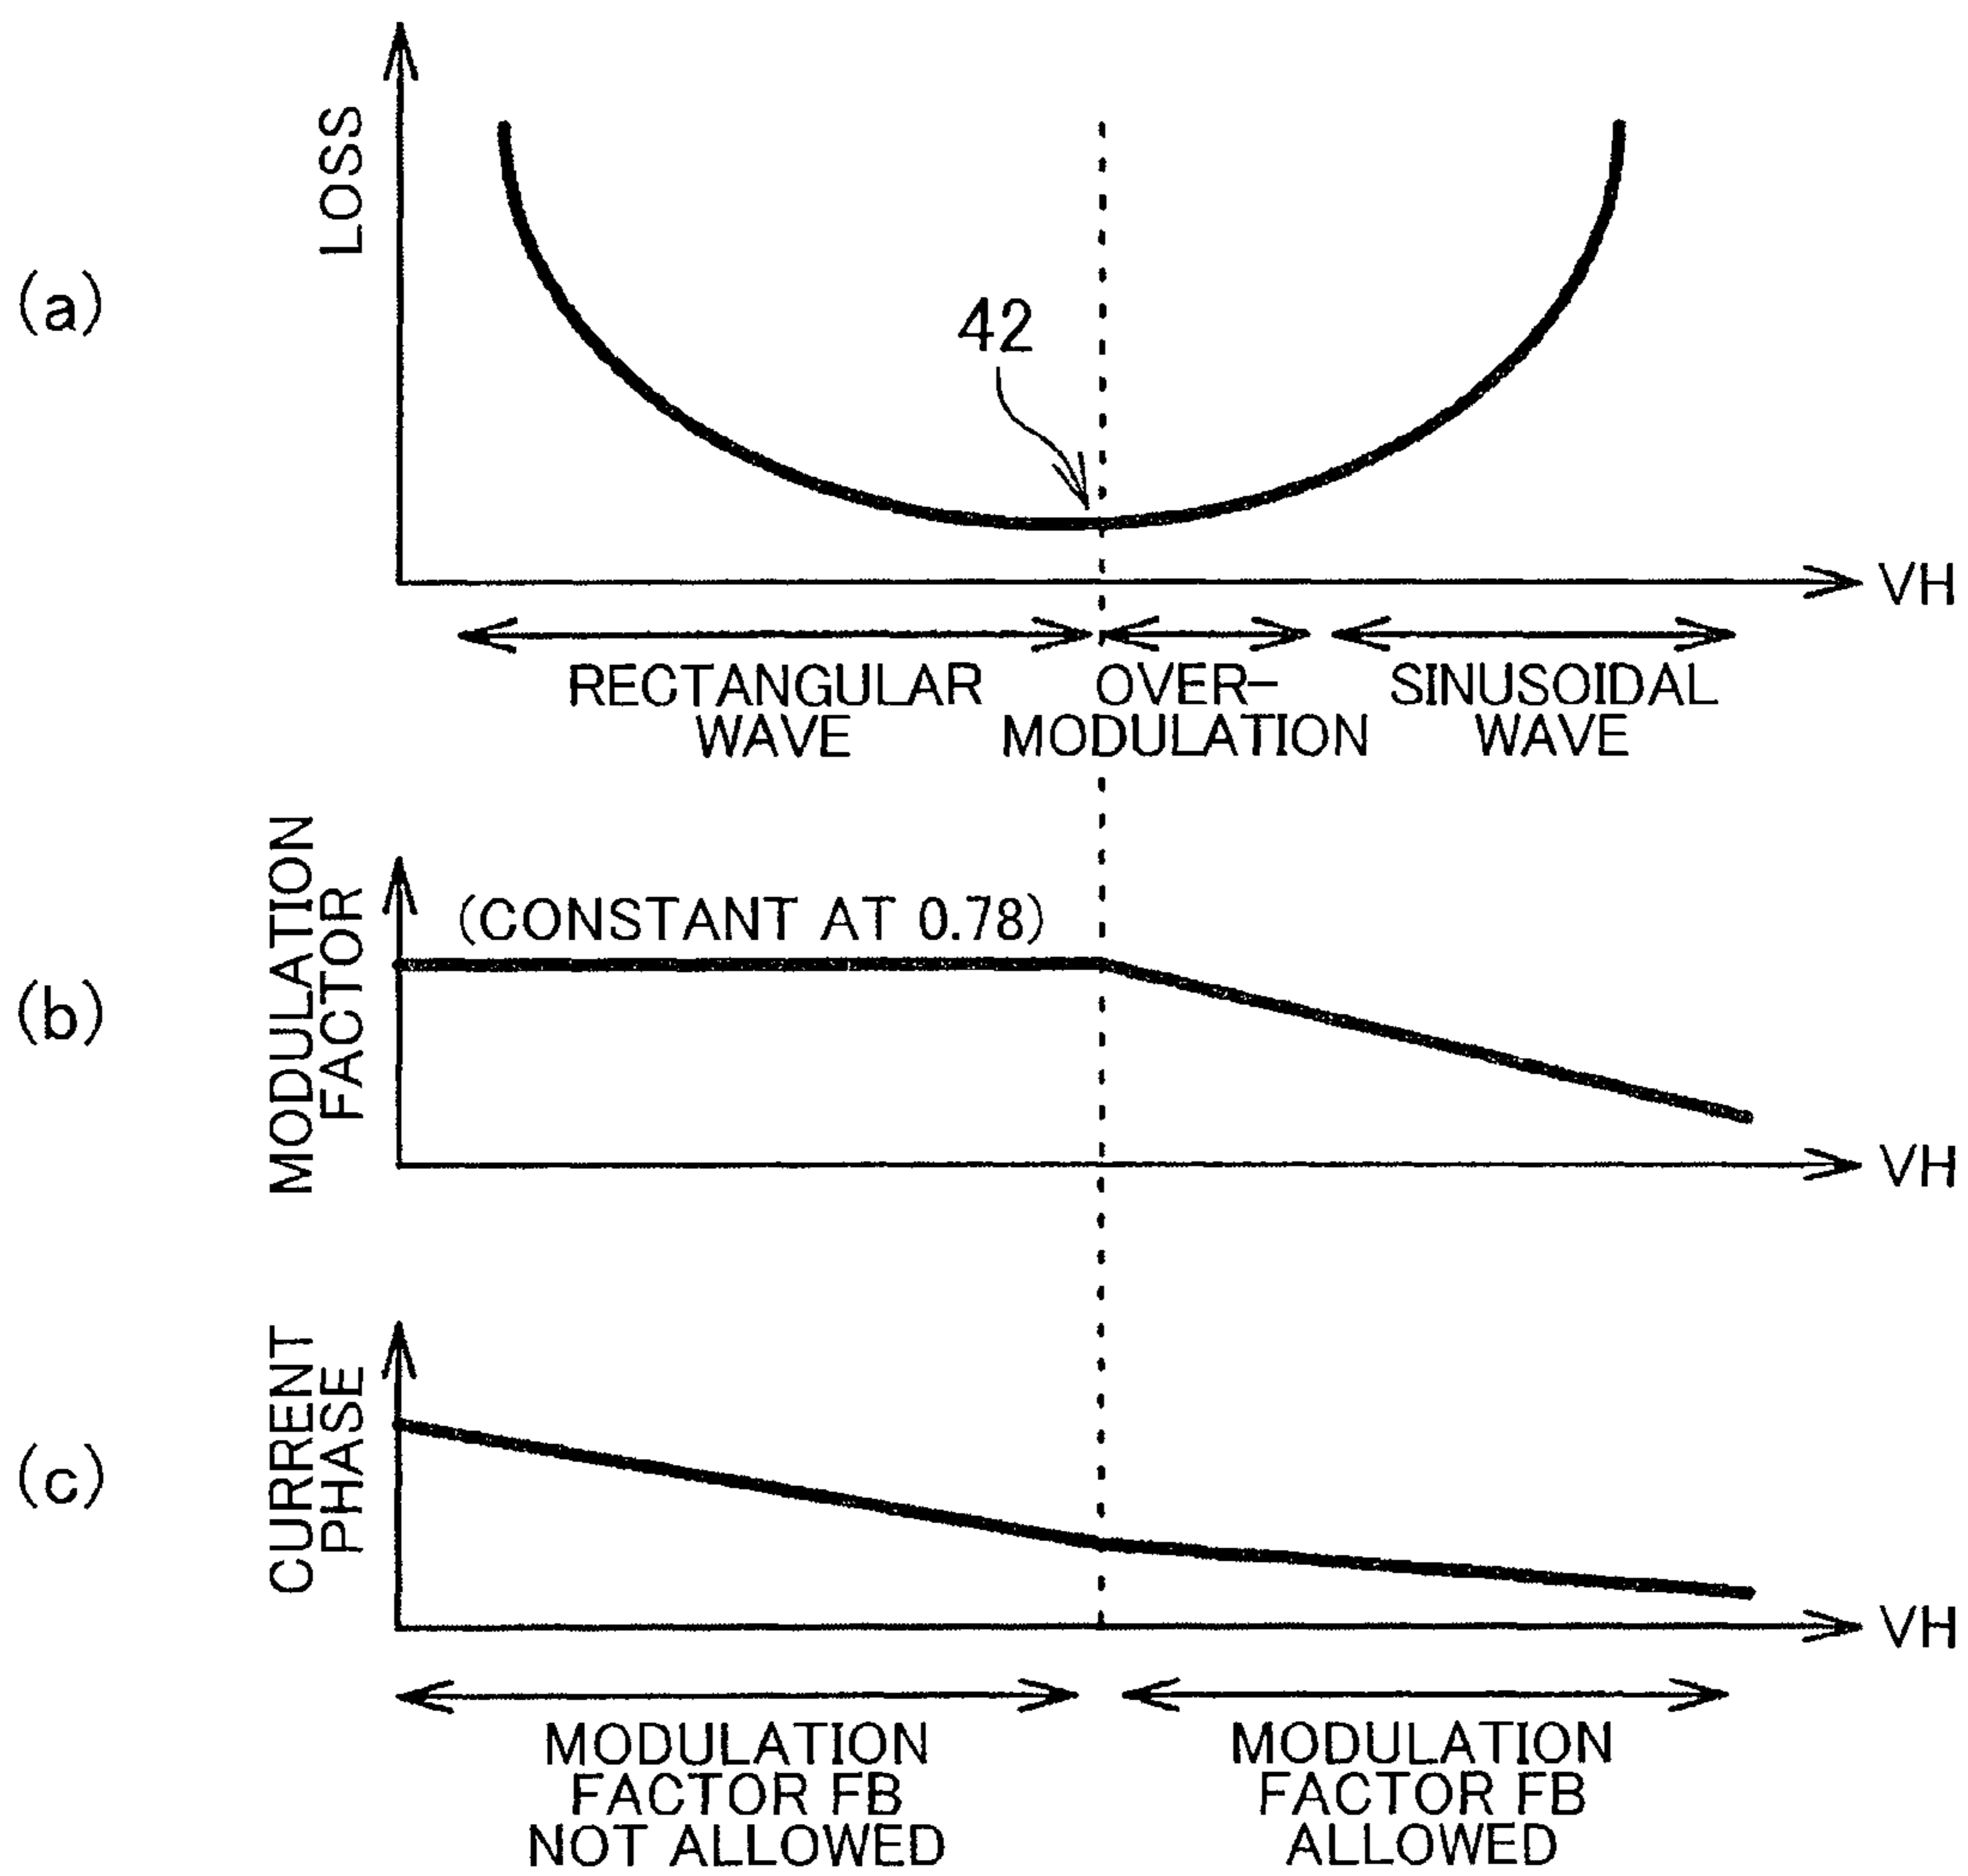 (a)
LOSS
42
VH
RECTANGULAR
WAVE
OVER-
MODULATION
SINUSOIDAL
WAVE
(b)
MODULATION
FACTOR
(CONSTANT AT 0.78)
VH
(c)
CURRENT
PHASE
VH
MODULATION
FACTOR FB
NOT ALLOWED
MODULATION
FACTOR FB
ALLOWED